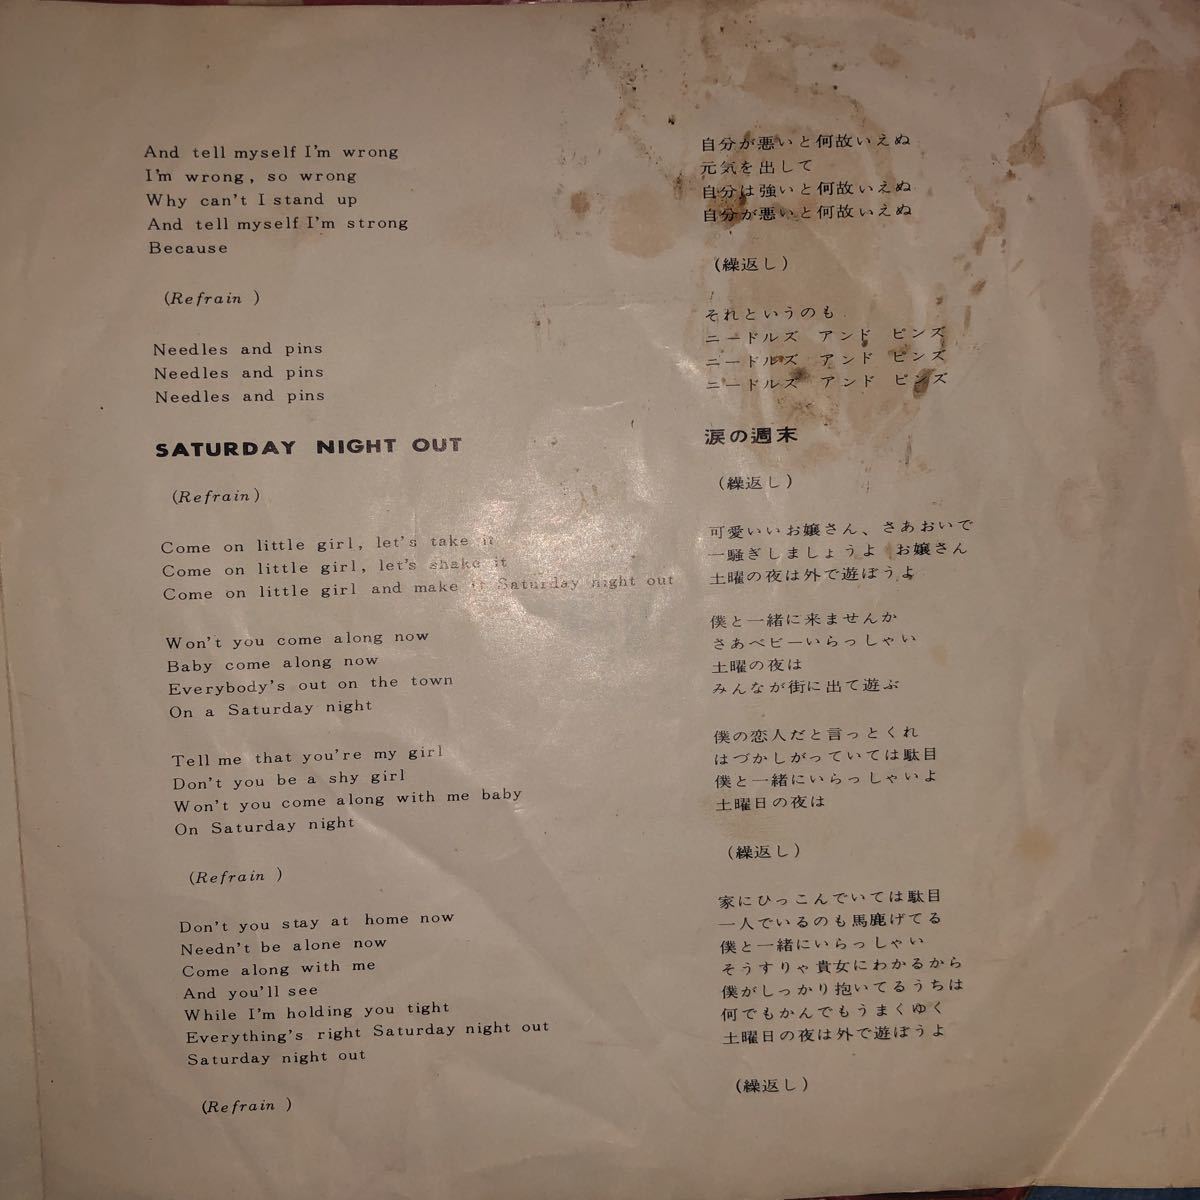 And tell myself I'm wrong
I'm wrong, so wrong
Why can't I stand up
And tell myself I'm strong
Because
(Refrain)
Needles and pins
Needles and pins
Needles and pins
SATURDAY NIGHT OUT
(Refrain)
Come on little girl, let's take it
Come on little girl, let's shake it
Come on little girl and make it Saturday night out
Won't you come along now
Baby come along now
Everybody's out on the town
On a Saturday night
Tell me that you're my girl
Don't you be a shy girl
Won't you come along with me baby
On Saturday night
(Refrain)
Don't you stay at home now
Needn't be alone now
Come along with me
And you'll see
While I'm holding you tight
Everything's right Saturday night out
Saturday night out
(Refrain)
自分が悪いと何故いえぬ
元気を出して
自分は強いと何故いえぬ
自分が悪いと何故いえぬ
(繰返し)
それというのも
ニードルズ アンド ピンズ
ニードルズ アンド ピンズ
ニードルズ アンド ピンズ
涙の週末
(繰返し)
可愛いいお嬢さん、さあおいで
一騒ぎしましょうよ お嬢さん
土曜の夜は外で遊ぼうよ
僕と一緒に来ませんか
さあベビーいらっしゃい
土曜の夜は
みんなが街に出て遊ぶ
僕の恋人だと言っとくれ
はづかしがっていては駄目
僕と一緒にいらっしゃいよ
土曜日の夜は
(繰返し)
家にひっこんでいては駄目
一人でいるのも馬鹿げてる
僕と一緒にいらっしゃい
そうすりゃ貴女にわかるから
僕がしっかり抱いてるうちは
何でもかんでもうまくゆく
土曜日の夜は外で遊ぼうよ
(繰返し)